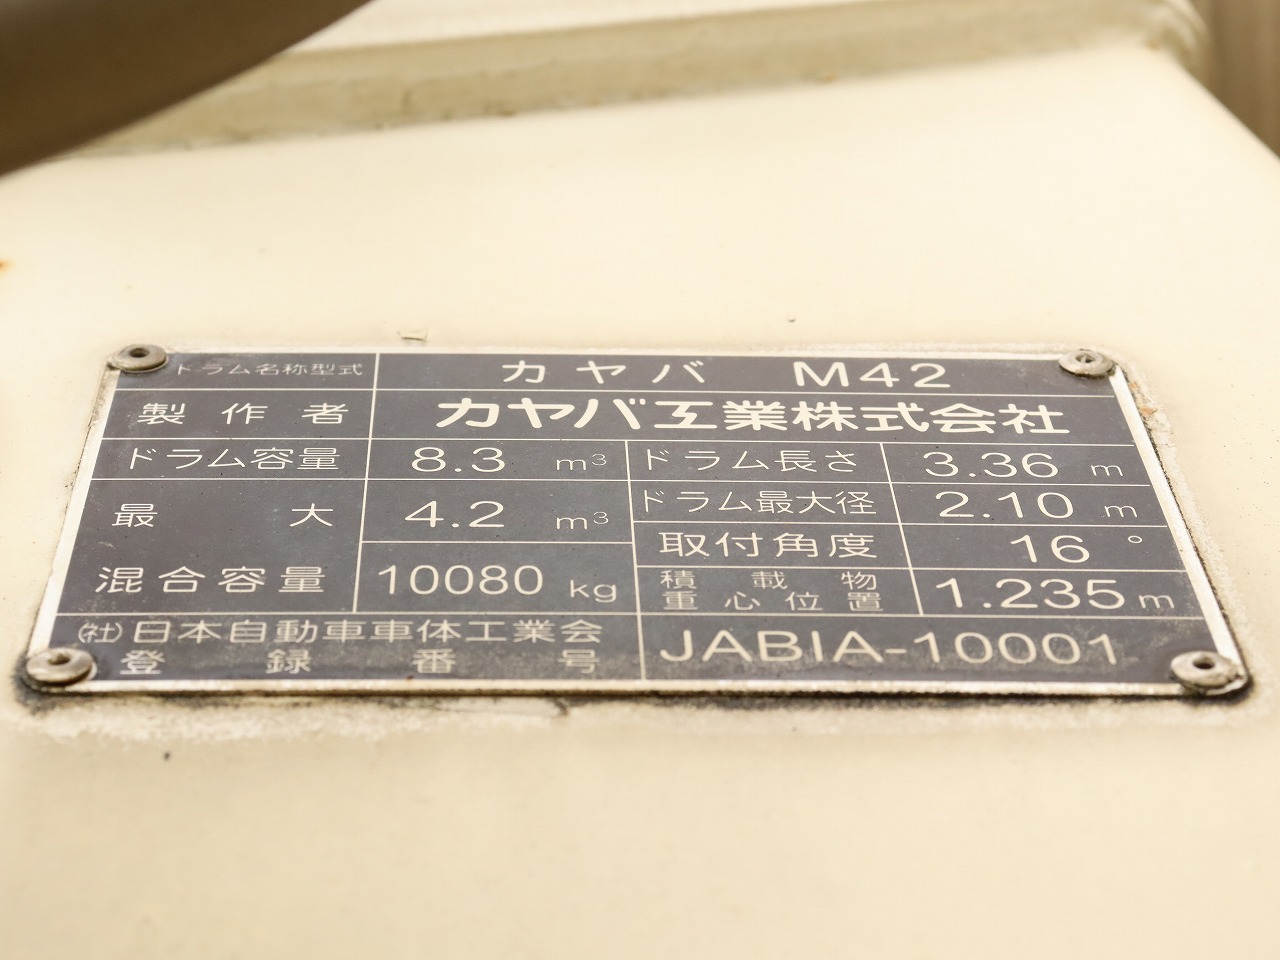 ドラム名称型式 カヤバ M42
製作者 カヤバ工業株式会社
ドラム容量 8.3 m³ ドラム長さ 3.36 m
最大 4.2 m³ ドラム最大径 2.10 m
取付角度 16°
混合容量 10080 kg 積載物
重心位置 1.235 m
(社)日本自動車車体工業会
登録番号 JABIA-10001